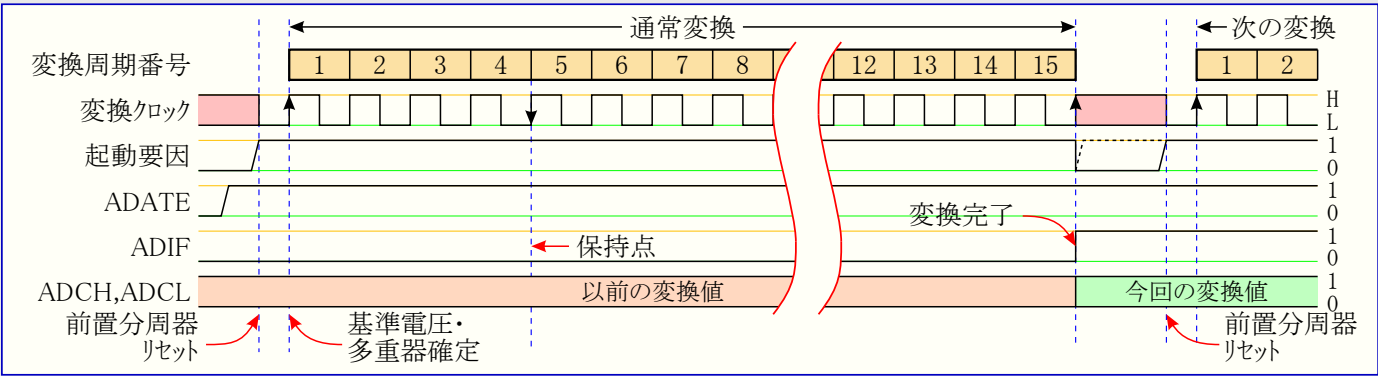 通常変換
次の変換
変換周期番号
1 2 3 4 5 6 7 8 12 13 14 15 1 2
変換クロック
H
L
起動要因
1
0
ADATE
1
0
変換完了
ADIF
保持点
1
0
ADCH,ADCL
以前の変換値
今回の変換値
1
0
前置分周器
リセット
基準電圧・
多重器確定
前置分周器
リセット